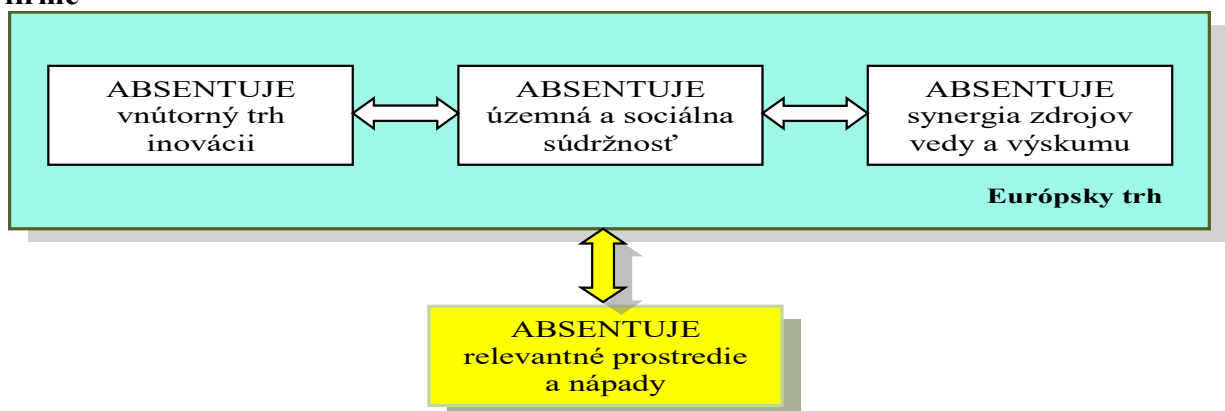 ABSENTUJE
vnútorný trh
inovácii
ABSENTUJE
územná a sociálna
súdržnosť
ABSENTUJE
synergia zdrojov
vedy a výskumu
Európsky trh
ABSENTUJE
relevantné prostredie
a nápady